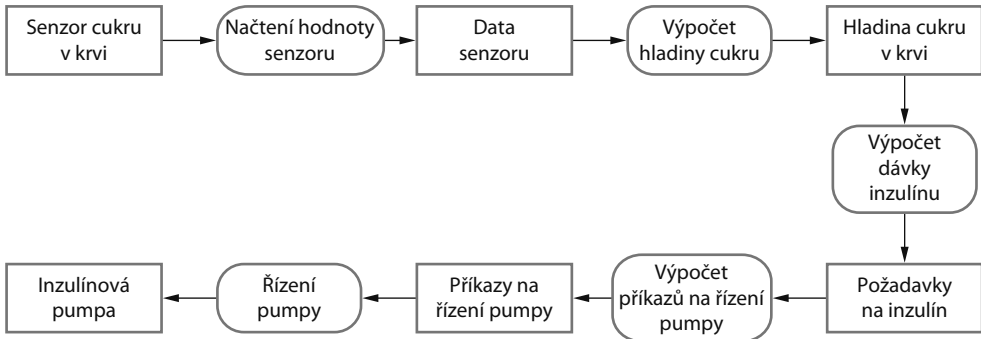 Senzor cukru
v krvi
Načtení hodnoty
senzoru
Data
senzoru
Výpočet
hladiny cukru
Hladina cukru
v krvi
Výpočet
dávky
inzulínu
Požadavky
na inzulín
Výpočet
příkazů na řízení
pumpy
Příkazy na
řízení pumpy
Řízení
pumpy
Inzulínová
pumpa